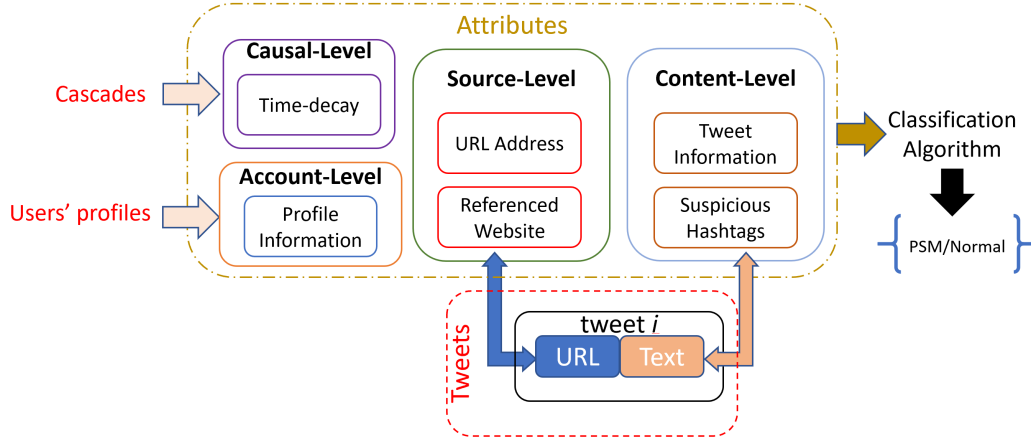 Attributes
Cascades
Causal-Level
Time-decay
Users' profiles
Account-Level
Profile
Information
Source-Level
URL Address
Referenced
Website
Content-Level
Tweet
Information
Suspicious
Hashtags
Classification
Algorithm
PSM/Normal
Tweets
tweet i
URL
Text